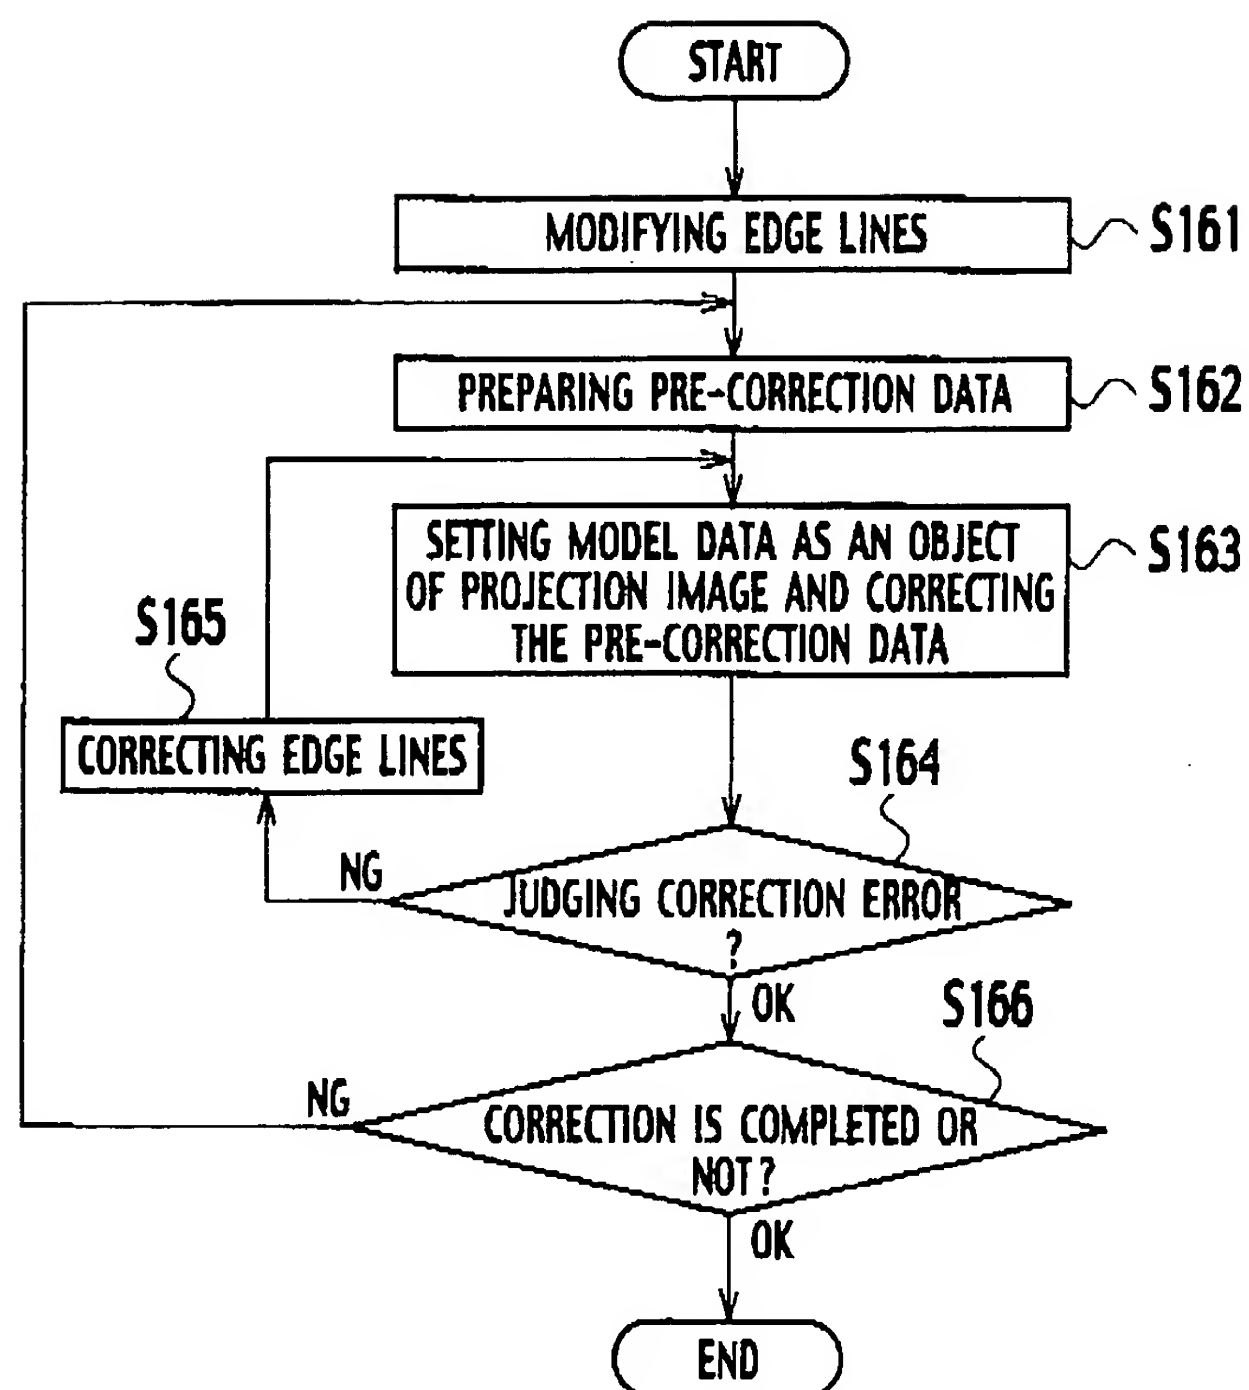 START
MODIFYING EDGE LINES
S161
PREPARING PRE-CORRECTION DATA
S162
SETTING MODEL DATA AS AN OBJECT
OF PROJECTION IMAGE AND CORRECTING
THE PRE-CORRECTION DATA
S163
S165
CORRECTING EDGE LINES
S164
NG
JUDGING CORRECTION ERROR
?
OK
S166
NG
CORRECTION IS COMPLETED OR
NOT?
OK
END